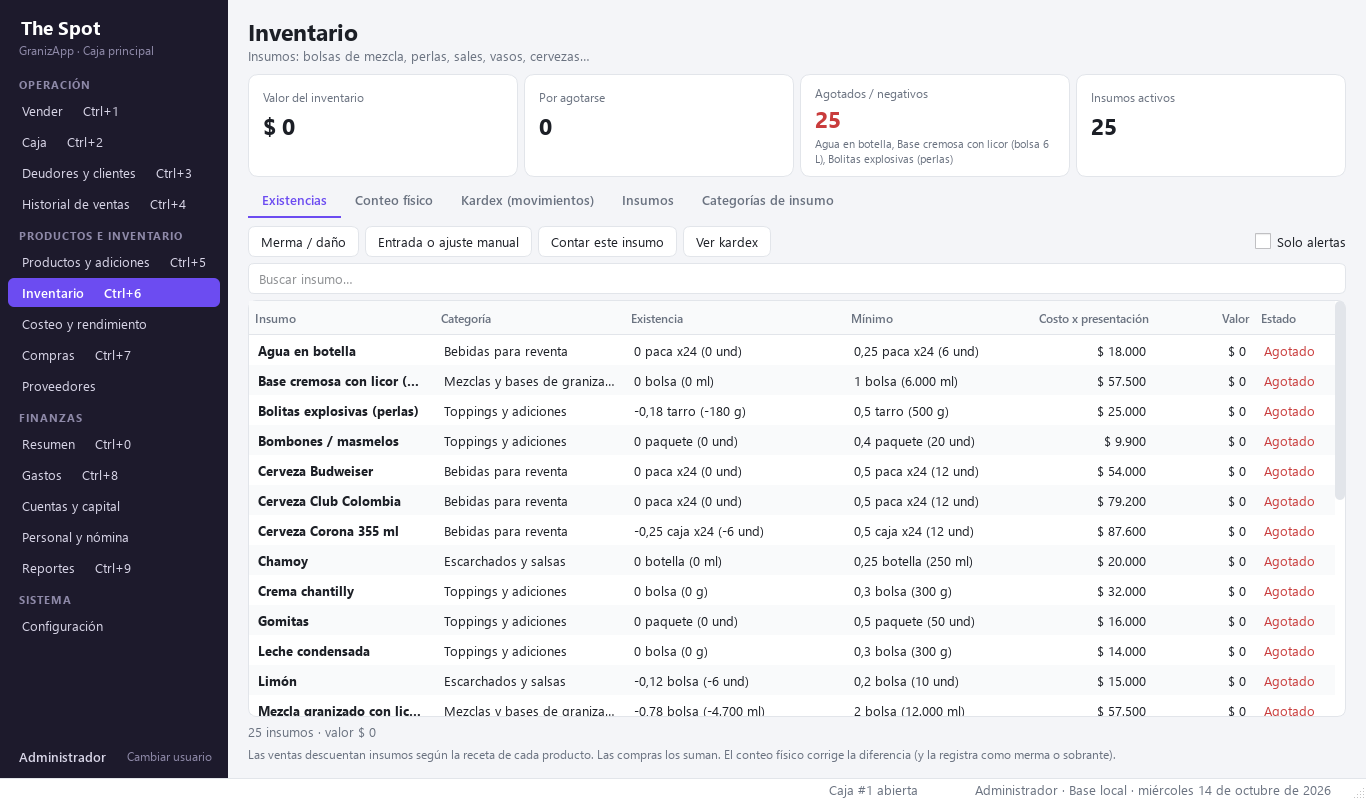 The Spot
GranizApp · Caja principal
OPERACIÓN
Vender Ctrl+1
Caja Ctrl+2
Deudores y clientes Ctrl+3
Historial de ventas Ctrl+4
PRODUCTOS E INVENTARIO
Productos y adiciones Ctrl+5
Inventario Ctrl+6
Costeo y rendimiento
Compras Ctrl+7
Proveedores
FINANZAS
Resumen Ctrl+0
Gastos Ctrl+8
Cuentas y capital
Personal y nómina
Reportes Ctrl+9
SISTEMA
Configuración
Administrador Cambiar usuario
Inventario
Insumos: bolsas de mezcla, perlas, sales, vasos, cervezas...
Valor del inventario
$ 0
Por agotarse
0
Agotados / negativos
25
Agua en botella, Base cremosa con licor (bolsa 6
L), Bolitas explosivas (perlas)
Insumos activos
25
Existencias Conteo físico Kardex (movimientos) Insumos Categorías de insumo
Merma / daño Entrada o ajuste manual Contar este insumo Ver kardex Solo alertas
Buscar insumo...
Insumo Categoría Existencia Mínimo Costo x presentación Valor Estado
Agua en botella Bebidas para reventa 0 paca x24 (0 und) 0,25 paca x24 (6 und) $ 18.000 $ 0 Agotado
Base cremosa con licor (... Mezclas y bases de graniza... 0 bolsa (0 ml) 1 bolsa (6.000 ml) $ 57.500 $ 0 Agotado
Bolitas explosivas (perlas) Toppings y adiciones -0,18 tarro (-180 g) 0,5 tarro (500 g) $ 25.000 $ 0 Agotado
Bombones / masmelos Toppings y adiciones 0 paquete (0 und) 0,4 paquete (20 und) $ 9.900 $ 0 Agotado
Cerveza Budweiser Bebidas para reventa 0 paca x24 (0 und) 0,5 paca x24 (12 und) $ 54.000 $ 0 Agotado
Cerveza Club Colombia Bebidas para reventa 0 paca x24 (0 und) 0,5 paca x24 (12 und) $ 79.200 $ 0 Agotado
Cerveza Corona 355 ml Bebidas para reventa -0,25 caja x24 (-6 und) 0,5 caja x24 (12 und) $ 87.600 $ 0 Agotado
Chamoy Escarchados y salsas 0 botella (0 ml) 0,25 botella (250 ml) $ 20.000 $ 0 Agotado
Crema chantilly Toppings y adiciones 0 bolsa (0 g) 0,3 bolsa (300 g) $ 32.000 $ 0 Agotado
Gomitas Toppings y adiciones 0 paquete (0 und) 0,5 paquete (50 und) $ 16.000 $ 0 Agotado
Leche condensada Toppings y adiciones 0 bolsa (0 g) 0,3 bolsa (300 g) $ 14.000 $ 0 Agotado
Limón Escarchados y salsas -0,12 bolsa (-6 und) 0,2 bolsa (10 und) $ 15.000 $ 0 Agotado
Mezcla granizado con lic... Mezclas y bases de graniza... -0,78 bolsa (-4.700 ml) 2 bolsa (12.000 ml) $ 57.500 $ 0 Agotado
25 insumos · valor $ 0
Las ventas descuentan insumos según la receta de cada producto. Las compras los suman. El conteo físico corrige la diferencia (y la registra como merma o sobrante).
Caja #1 abierta Administrador · Base local · miércoles 14 de octubre de 2026